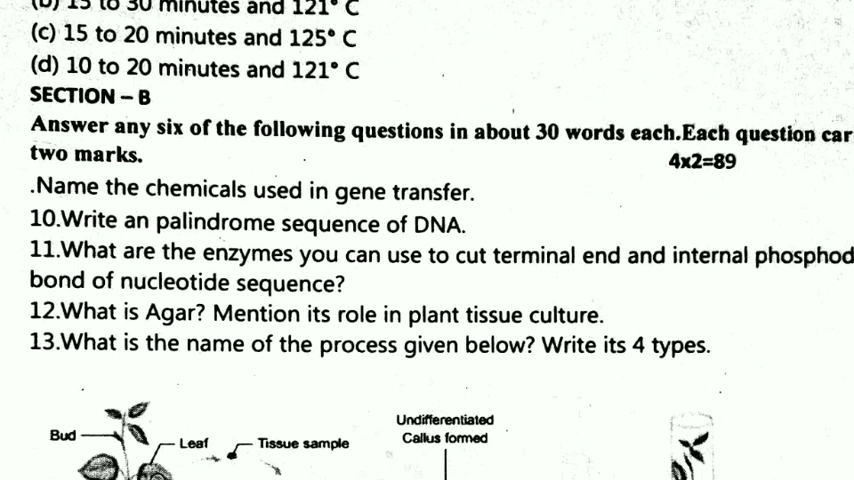 (b) 15 to 30 minutes and 121° C
(c) 15 to 20 minutes and 125° C
(d) 10 to 20 minutes and 121° C
SECTION – B
Answer any six of the following questions in about 30 words each.Each question car
two marks.
4x2=89
.Name the chemicals used in gene transfer.
10.Write an palindrome sequence of DNA.
11.What are the enzymes you can use to cut terminal end and internal phosphod
bond of nucleotide sequence?
12.What is Agar? Mention its role in plant tissue culture.
13.What is the name of the process given below? Write its 4 types.
Undifferentiated
Callus formed
Bud
Leaf
Tissue sample